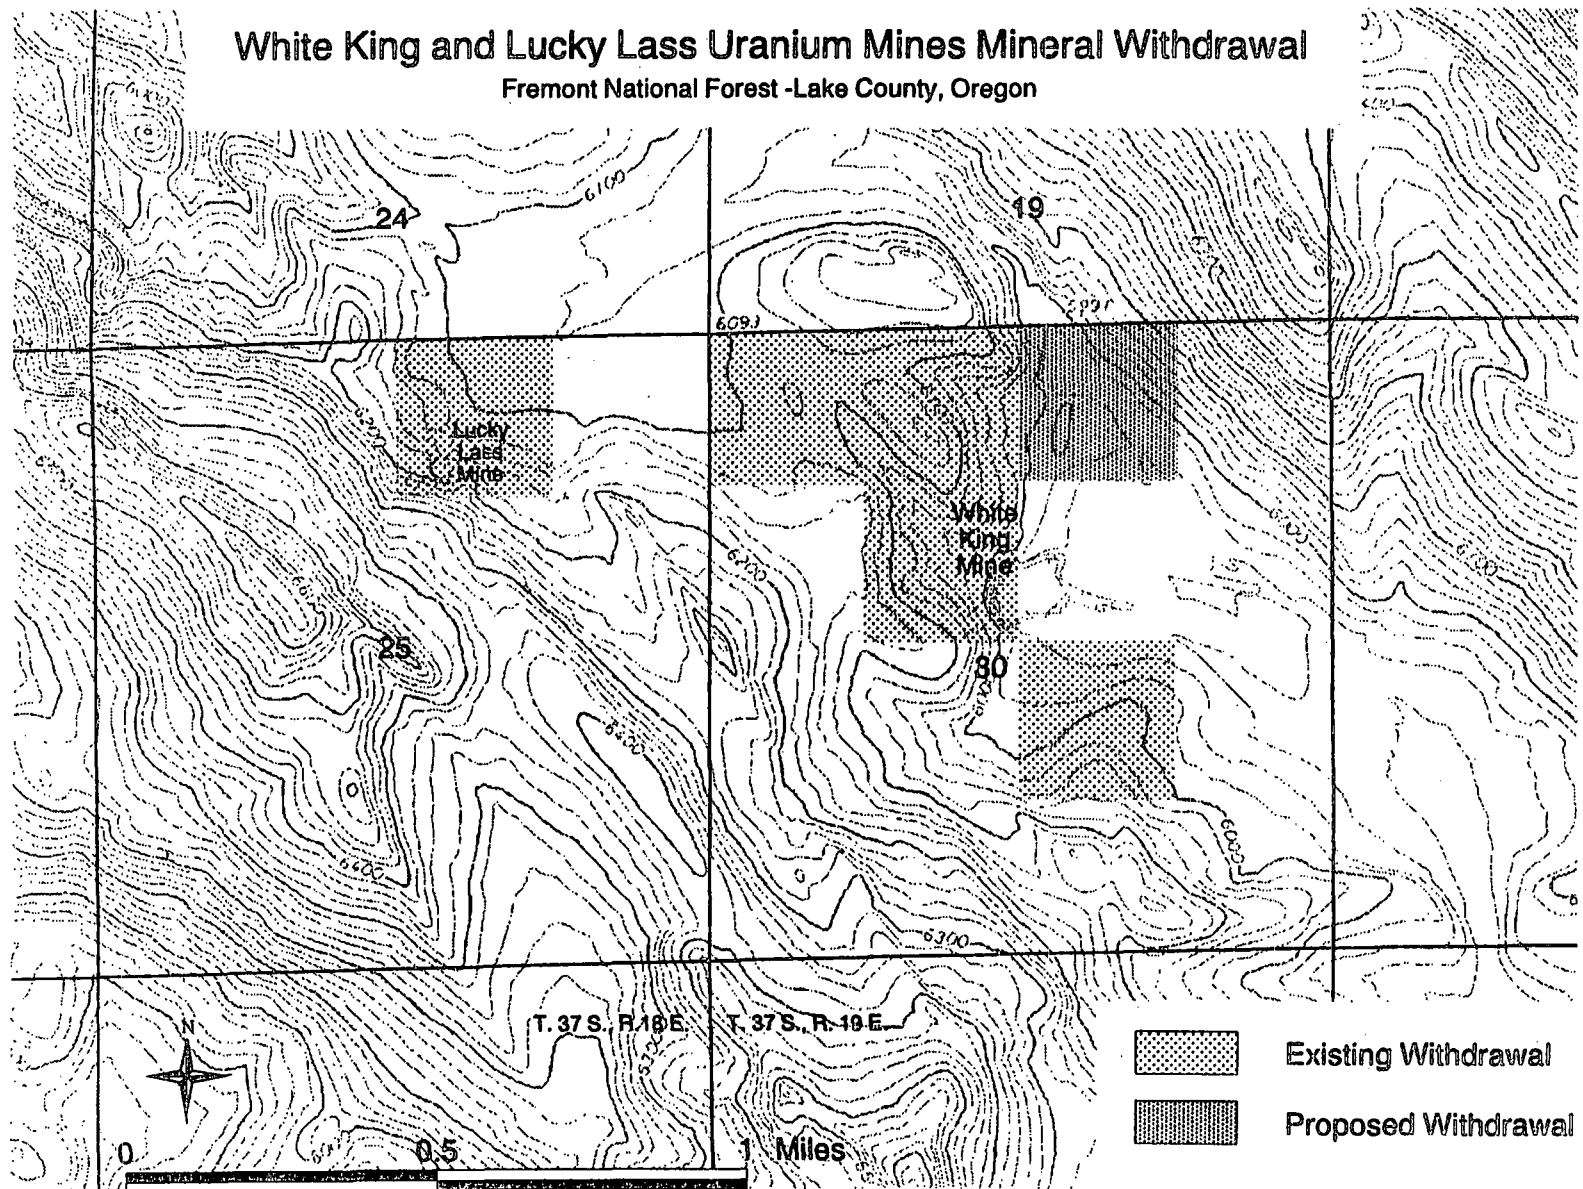 White King and Lucky Lass Uranium Mines Mineral Withdrawal
Fremont National Forest -Lake County, Oregon
6100
24
19
Lucky
Lass
Mine
White
King
Mine
6200
25
30
6400
6400
6000
6300
T. 37 S., R.18 E.
T. 37 S., R. 19 E.
N
Existing Withdrawal
Proposed Withdrawal
0
0.5
1 Miles